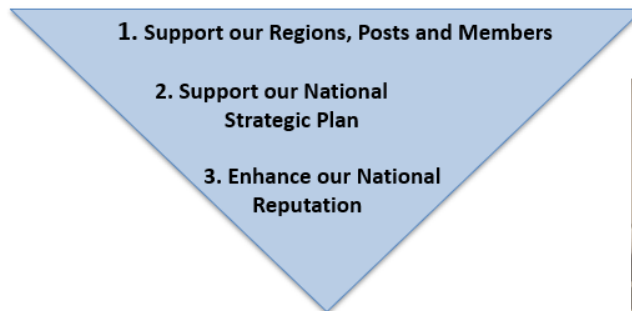 1. Support our Regions, Posts and Members
2. Support our National
Strategic Plan
3. Enhance our National
Reputation